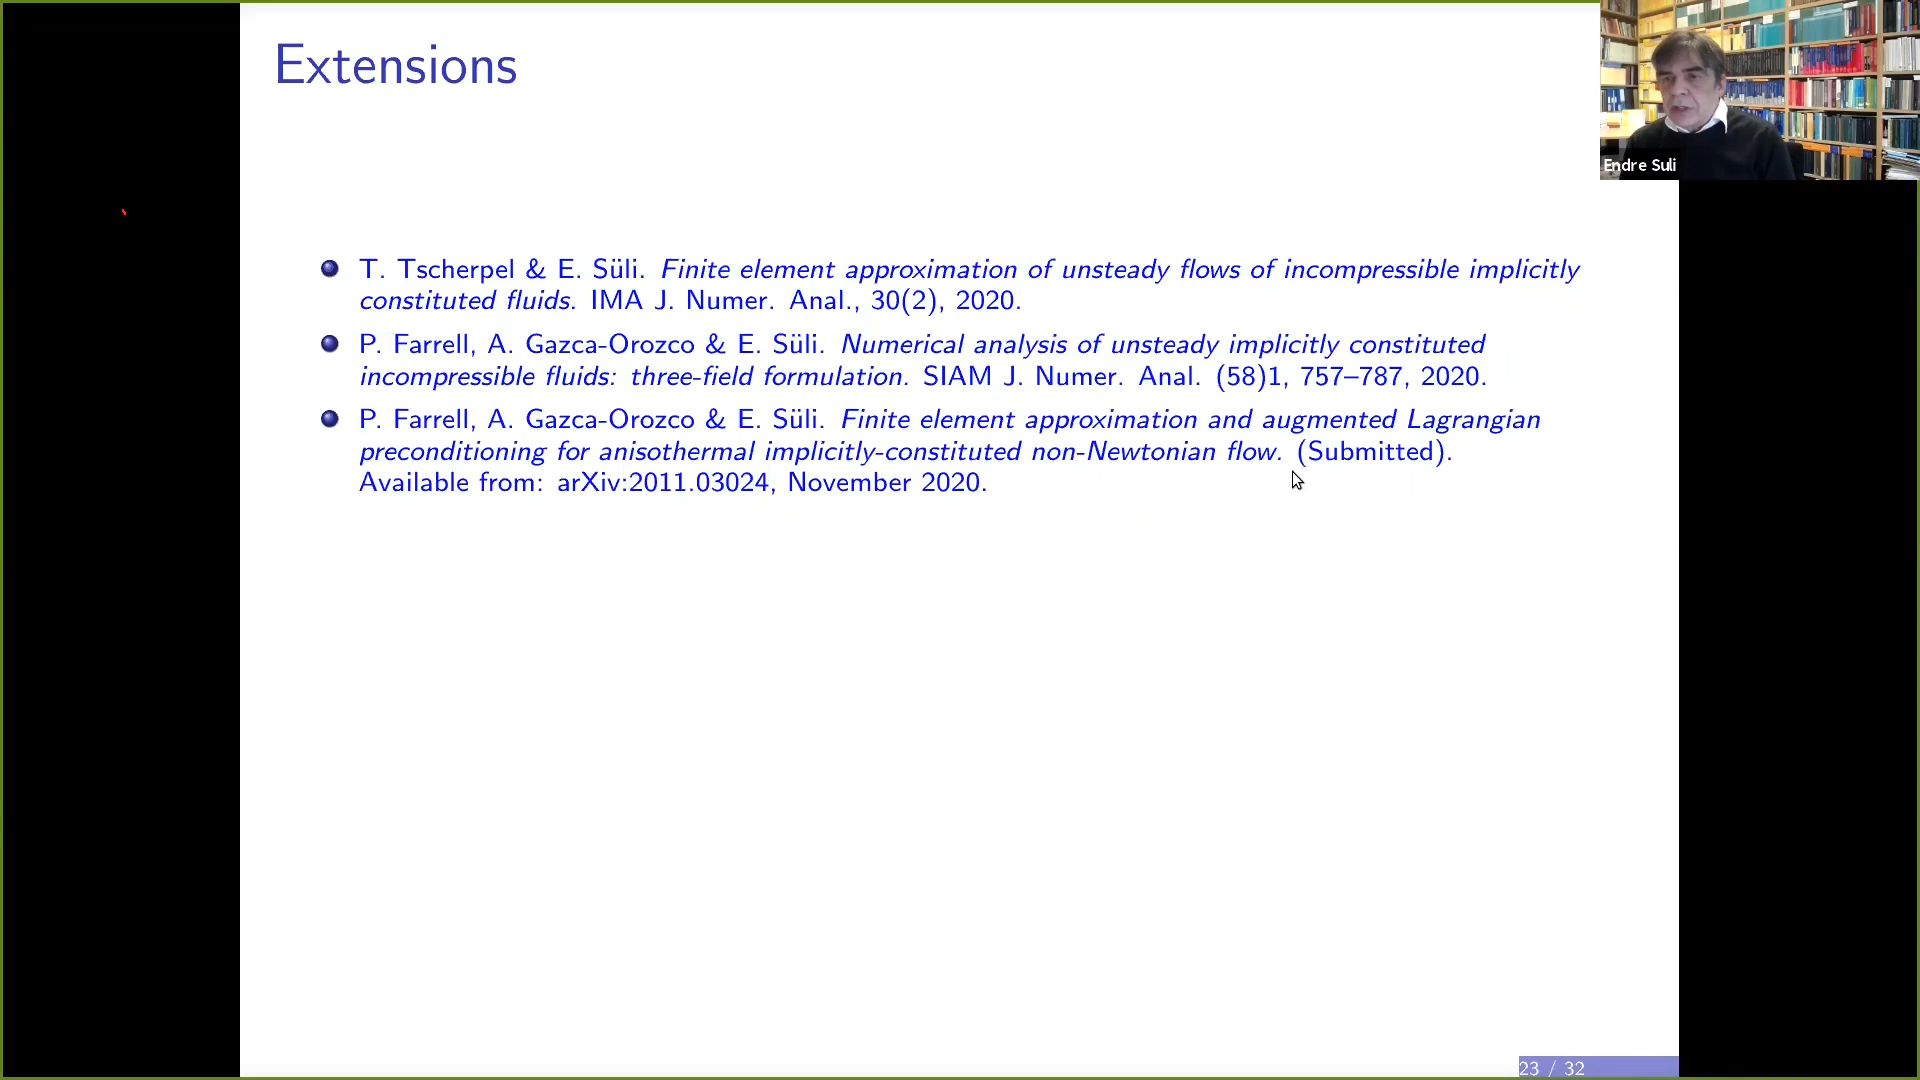 Extensions
Endre Suli
T. Tscherpel & E. Süli. Finite element approximation of unsteady flows of incompressible implicitly
constituted fluids. IMA J. Numer. Anal., 30(2), 2020.
P. Farrell, A. Gazca-Orozco & E. Süli. Numerical analysis of unsteady implicitly constituted
incompressible fluids: three-field formulation. SIAM J. Numer. Anal. (58)1, 757–787, 2020.
P. Farrell, A. Gazca-Orozco & E. Süli. Finite element approximation and augmented Lagrangian
preconditioning for anisothermal implicitly-constituted non-Newtonian flow. (Submitted).
Available from: arXiv:2011.03024, November 2020.
23 / 32